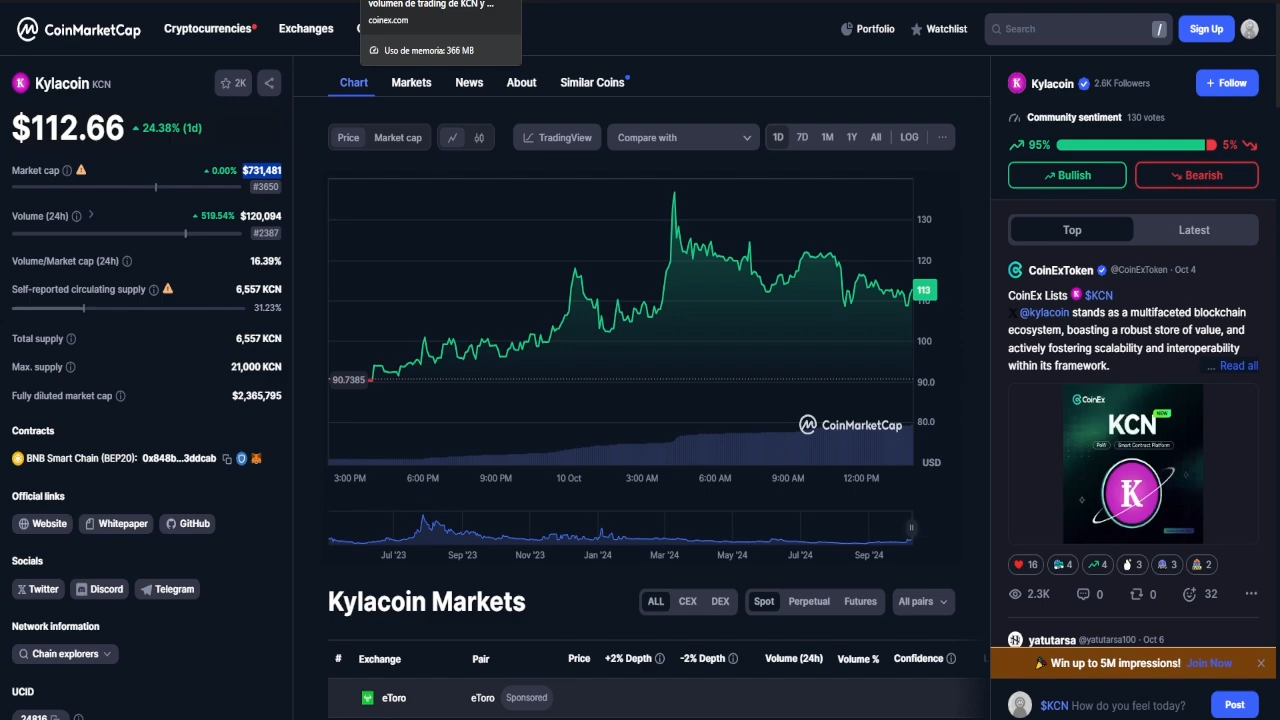 volumen de trading de KCN y ...
coinex.com
Uso de memoria: 366 MB
CoinMarketCap
Cryptocurrencies
Exchanges
Portfolio
Watchlist
Search
/
Sign Up
Kylacoin KCN
2K
$112.66 24.38% (1d)
Market cap 0.00% $731,481
#3650
Volume (24h) 519.54% $120,094
#2387
Volume/Market cap (24h) 16.39%
Self-reported circulating supply 6,557 KCN
31.23%
Total supply 6,557 KCN
Max. supply 21,000 KCN
Fully diluted market cap $2,365,795
Contracts
BNB Smart Chain (BEP20): 0x848b...3ddcab
Official links
Website Whitepaper GitHub
Socials
Twitter Discord Telegram
Network information
Chain explorers
UCID
24816
Chart Markets News About Similar Coins
Price Market cap TradingView Compare with 1D 7D 1M 1Y All LOG ...
130
120
113
110
100
90.0
80.0
90.7385
CoinMarketCap
USD
3:00 PM 6:00 PM 9:00 PM 10 Oct 3:00 AM 6:00 AM 9:00 AM 12:00 PM
Jul '23 Sep '23 Nov '23 Jan '24 Mar '24 May '24 Jul '24 Sep '24
Kylacoin Markets
ALL CEX DEX Spot Perpetual Futures All pairs
# Exchange Pair Price +2% Depth -2% Depth Volume (24h) Volume % Confidence
eToro eToro Sponsored
Kylacoin 2.6K Followers
+ Follow
Community sentiment 130 votes
95% 5%
Bullish Bearish
Top Latest
CoinExToken @CoinExToken · Oct 4
CoinEx Lists $KCN
@kylacoin stands as a multifaceted blockchain
ecosystem, boasting a robust store of value, and
actively fostering scalability and interoperability
within its framework. ... Read all
CoinEx
KCN NEW
PoW Smart Contract Platform
16 4 4 3 3 2
2.3K 0 0 32 ...
yatutarsa @yatutarsa100 · Oct 6
Win up to 5M impressions! Join Now
$KCN How do you feel today?
Post